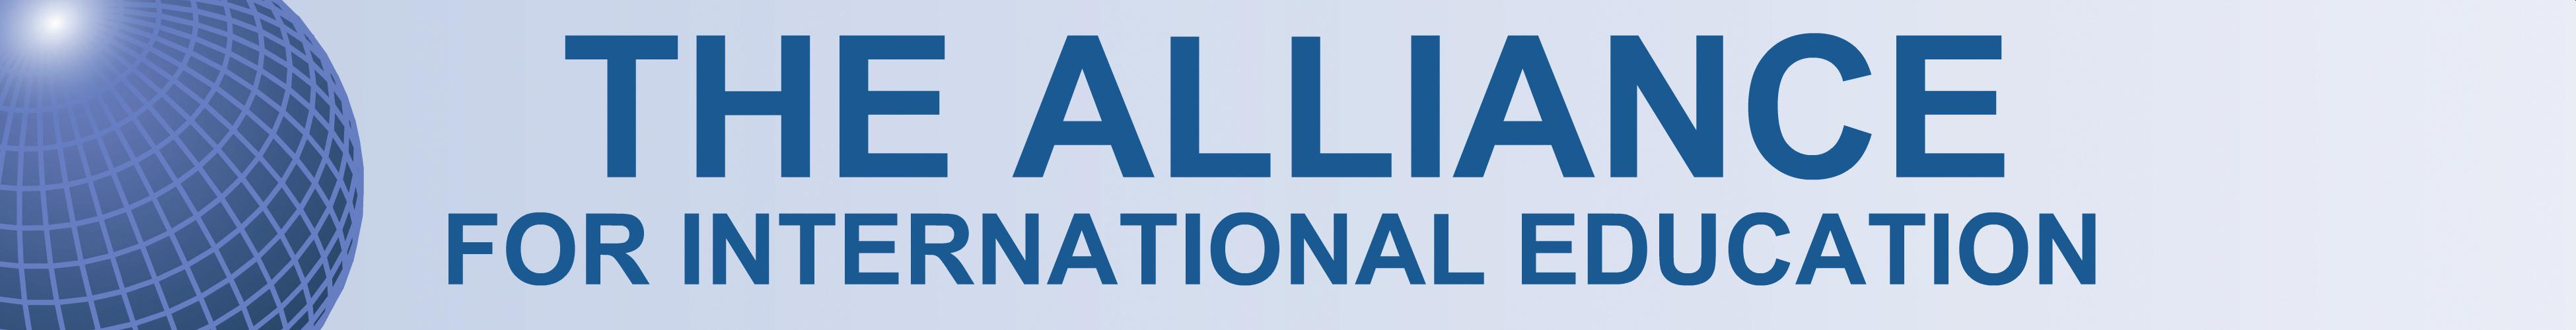 THE ALLIANCE
FOR INTERNATIONAL EDUCATION